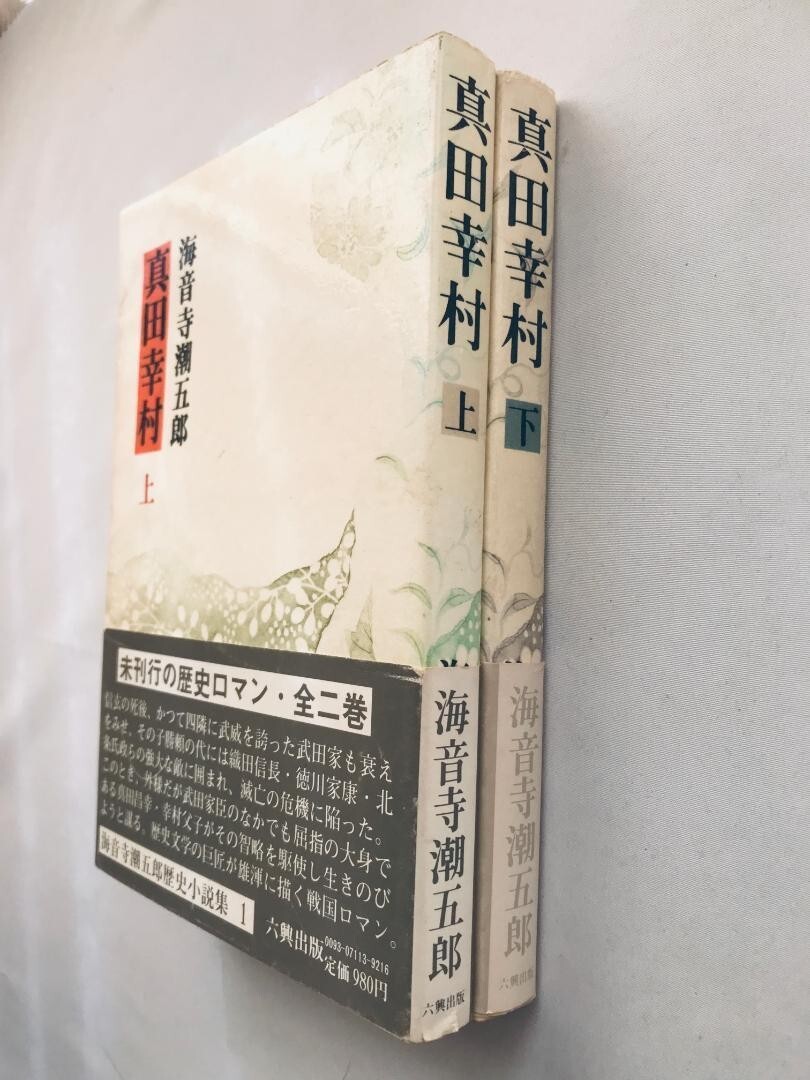 海音寺潮五郎
真田幸村
上
未刊行の歴史ロマン・全二巻
信玄の死後、かつて四隣に武威を誇った武田家も衰え
をみせ、その子勝頼の代には織田信長・徳川家康・北
条氏政らの強大な敵に囲まれ、滅亡の危機に陥った。
このとき、外様だが武田家臣のなかでも屈指の大身で
ある真田昌幸・幸村父子がその智略を駆使し生きのび
ようと謀る。歴史文学の巨匠が雄渾に描く戦国ロマン。
海音寺潮五郎歴史小説集 1
六興出版
0093-07113-9216
定価980円
真田幸村
上
海音寺潮五郎
六興出版
真田幸村
下
海音寺潮五郎
六興出版